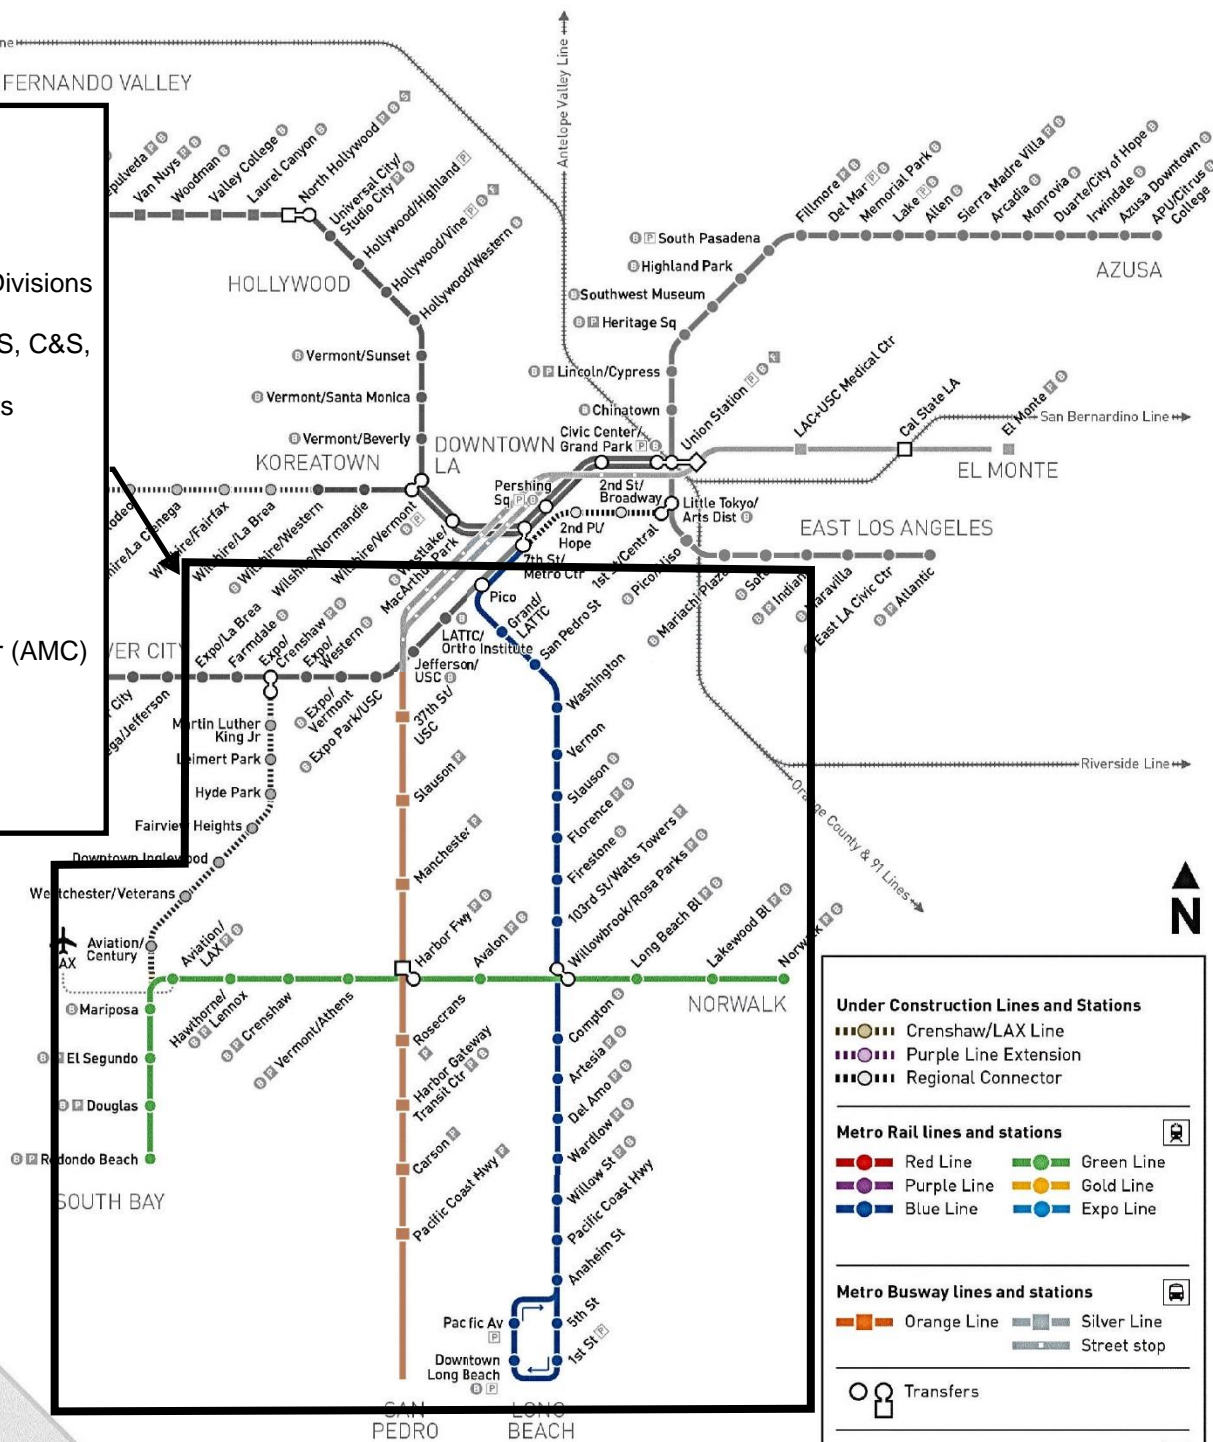 FERNANDO VALLEY
Antelope Valley Line
Divisions
S, C&S,
s
r (AMC)
Van Nuys P B
Woodman B
Valley College B
Laurel Canyon B
North Hollywood P B
Universal City/
Studio City P B
Hollywood/Highland P
Hollywood/Vine P B
Hollywood/Western B
HOLLYWOOD
B Vermont/Sunset
B Vermont/Santa Monica
B Vermont/Beverly
KOREATOWN
DOWNTOWN
LA
Fillmore P B
Del Mar P B
Memorial Park B
Lake P B
Allen B
Sierra Madre Villa P B
Arcadia B
Monrovia B
Duarte/City of Hope B
Irwindale B
Azusa Downtown B
APU/Citrus B
College
AZUSA
B P South Pasadena
B Highland Park
B Southwest Museum
B P Heritage Sq
B P Lincoln/Cypress
B Chinatown
Civic Center/
Grand Park P B
Union Station P B
LAC+USC Medical Ctr
Cal State LA
El Monte P B
San Bernardino Line
EL MONTE
Pershing
Sq P B
2nd St/
Broadway
2nd Pl/
Hope
Little Tokyo/
Arts Dist B
EAST LOS ANGELES
Wilshire/Fairfax
Wilshire/La Brea
B Wilshire/Western
Wilshire/Normandie
Wilshire/Vermont
B P
B Westlake/
MacArthur Park
7th St/
Metro Ctr
1st St/Central
B Pico/Aliso
B Mariachi Plaza
B Soto
B P Indiana
B Maravilla
B East LA Civic Ctr
B P Atlantic
Pico
Grand/
LATTC
San Pedro St
B
LATTC/
Ortho Institute
Jefferson/
USC B
VER CITY
City
ega/Jefferson
Expo/La Brea
Farmdale B
Expo/
Crenshaw P B
Expo/
Western B
B Expo/
Vermont
B Expo Park/USC
37th St/
USC
Washington
Vernon
Slauson B
Florence P B
Firestone B
103rd St/Watts Towers P
Willowbrook/Rosa Parks P B
Martin Luther
King Jr
Leimert Park
Hyde Park
Fairview Heights
Downtown Inglewood
Westchester/Veterans
Aviation/
Century
AX
Slauson P
Manchester P
Harbor Fwy P B
Riverside Line
Orange County & 91 Lines
Aviation/
LAX P B
Hawthorne/
B P Lennox
B P Crenshaw
B P Vermont/Athens
Avalon P B
Long Beach Bl P B
Lakewood Bl P B
Norwalk P B
NORWALK
B Mariposa
B P El Segundo
B P Douglas
B P Redondo Beach
SOUTH BAY
Rosecrans
P
Harbor Gateway
Transit Ctr P B
Carson P
Pacific Coast Hwy P
Compton B
Artesia P B
Del Amo P B
Wardlow P B
Willow St P B
Pacific Coast Hwy
Anaheim St
5th St
1st St P
Pacific Av
P
Downtown
Long Beach
B P
SAN
PEDRO
LONG
BEACH
N
Under Construction Lines and Stations
Crenshaw/LAX Line
Purple Line Extension
Regional Connector
Metro Rail lines and stations
Red Line
Green Line
Purple Line
Gold Line
Blue Line
Expo Line
Metro Busway lines and stations
Orange Line
Silver Line
Street stop
Transfers